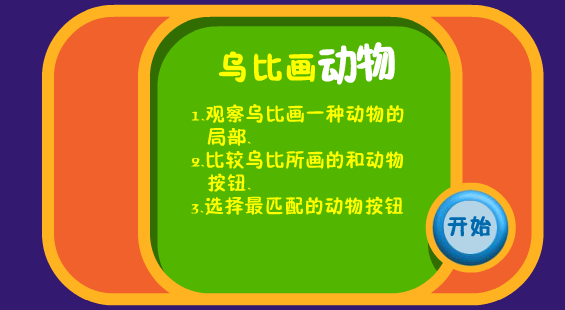 乌比画动物
1.观察乌比画一种动物的
局部.
2.比较乌比所画的和动物
按钮.
3.选择最匹配的动物按钮
开始